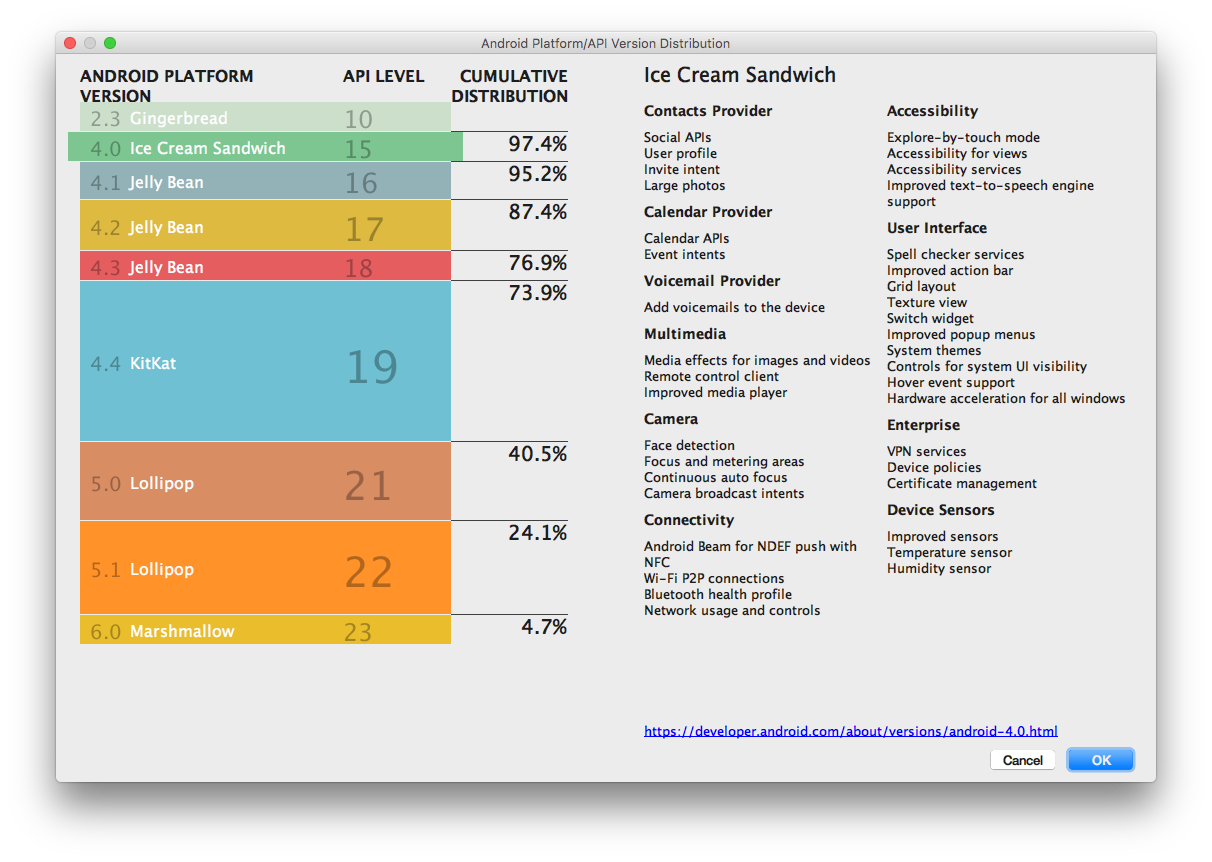 Android Platform/API Version Distribution
ANDROID PLATFORM
VERSION
API LEVEL
CUMULATIVE
DISTRIBUTION
2.3 Gingerbread 10
4.0 Ice Cream Sandwich 15 97.4%
4.1 Jelly Bean 16 95.2%
4.2 Jelly Bean 17 87.4%
4.3 Jelly Bean 18 76.9%
4.4 KitKat 19 73.9%
5.0 Lollipop 21 40.5%
5.1 Lollipop 22 24.1%
6.0 Marshmallow 23 4.7%
Ice Cream Sandwich
Contacts Provider
Social APIs
User profile
Invite intent
Large photos
Calendar Provider
Calendar APIs
Event intents
Voicemail Provider
Add voicemails to the device
Multimedia
Media effects for images and videos
Remote control client
Improved media player
Camera
Face detection
Focus and metering areas
Continuous auto focus
Camera broadcast intents
Connectivity
Android Beam for NDEF push with
NFC
Wi-Fi P2P connections
Bluetooth health profile
Network usage and controls
Accessibility
Explore-by-touch mode
Accessibility for views
Accessibility services
Improved text-to-speech engine
support
User Interface
Spell checker services
Improved action bar
Grid layout
Texture view
Switch widget
Improved popup menus
System themes
Controls for system UI visibility
Hover event support
Hardware acceleration for all windows
Enterprise
VPN services
Device policies
Certificate management
Device Sensors
Improved sensors
Temperature sensor
Humidity sensor
https://developer.android.com/about/versions/android-4.0.html
Cancel
OK